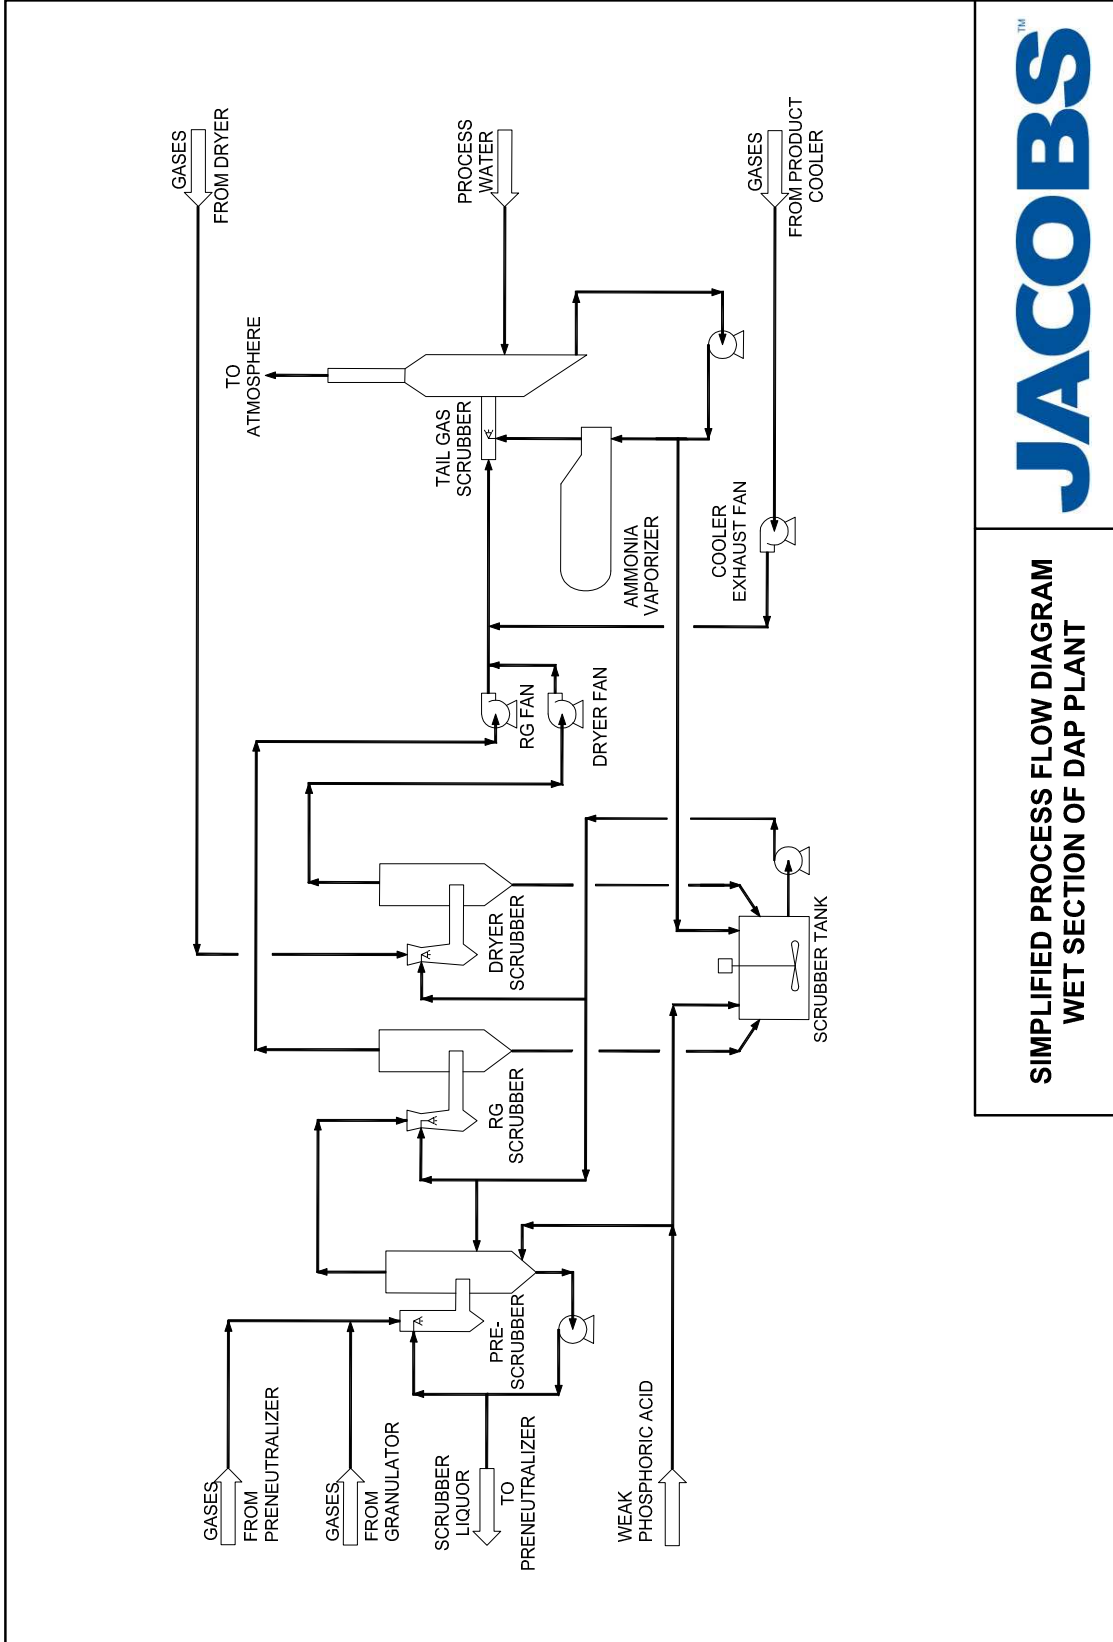 GASES
FROM
PRENEUTRALIZER
GASES
FROM
GRANULATOR
SCRUBBER
LIQUOR
TO
PRENEUTRALIZER
WEAK
PHOSPHORIC ACID
PRE-
SCRUBBER
RG
SCRUBBER
DRYER
SCRUBBER
SCRUBBER TANK
RG FAN
DRYER FAN
AMMONIA
VAPORIZER
COOLER
EXHAUST FAN
TAIL GAS
SCRUBBER
TO
ATMOSPHERE
GASES
FROM DRYER
PROCESS
WATER
GASES
FROM PRODUCT
COOLER
SIMPLIFIED PROCESS FLOW DIAGRAM
WET SECTION OF DAP PLANT
JACOBS™